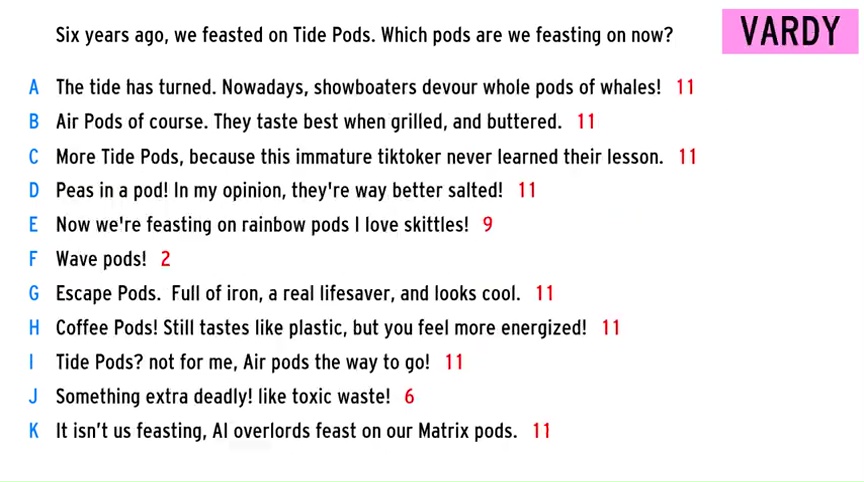 Six years ago, we feasted on Tide Pods. Which pods are we feasting on now?
VARDY
A The tide has turned. Nowadays, showboaters devour whole pods of whales! 11
B Air Pods of course. They taste best when grilled, and buttered. 11
C More Tide Pods, because this immature tiktoker never learned their lesson. 11
D Peas in a pod! In my opinion, they're way better salted! 11
E Now we're feasting on rainbow pods I love skittles! 9
F Wave pods! 2
G Escape Pods. Full of iron, a real lifesaver, and looks cool. 11
H Coffee Pods! Still tastes like plastic, but you feel more energized! 11
I Tide Pods? not for me, Air pods the way to go! 11
J Something extra deadly! like toxic waste! 6
K It isn’t us feasting, AI overlords feast on our Matrix pods. 11